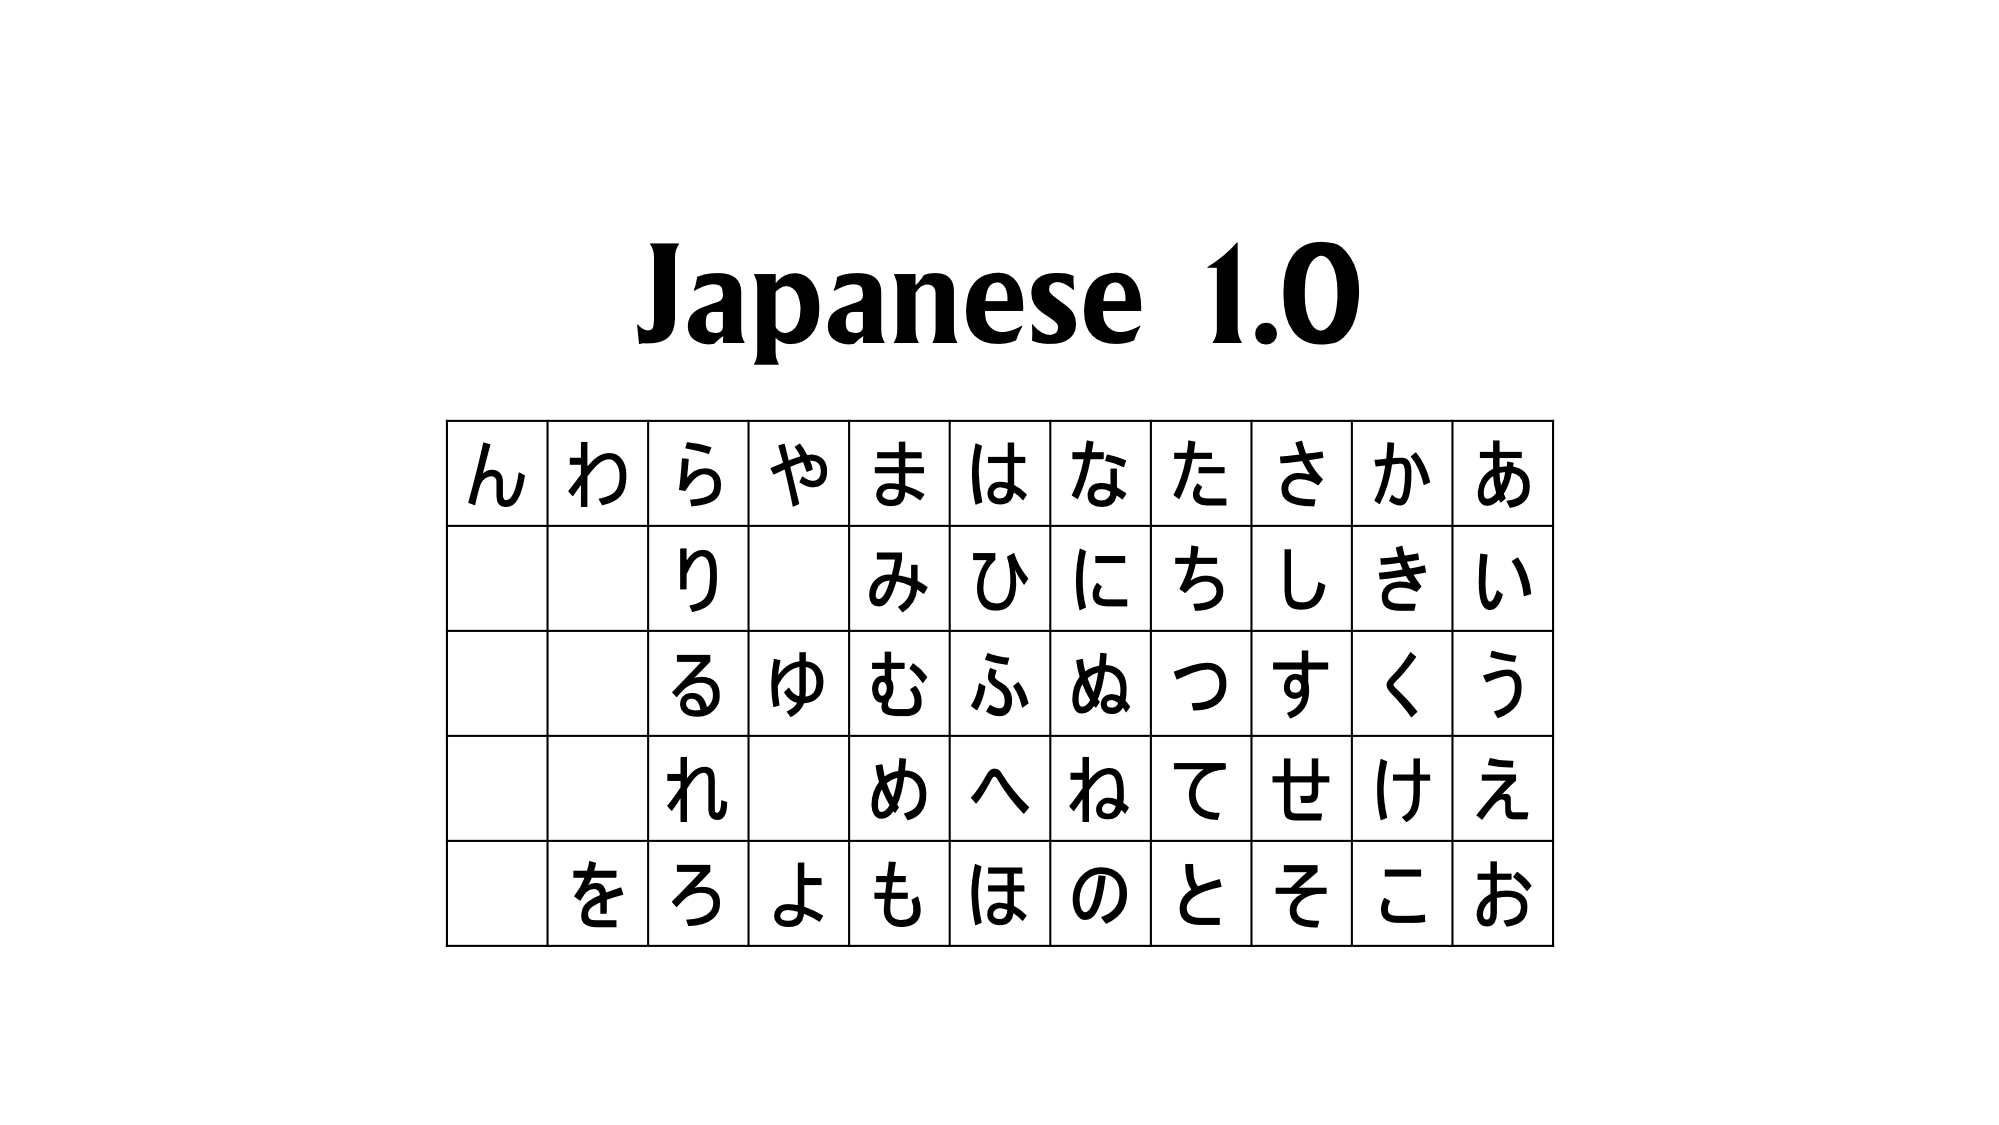 Japanese 1.0
んわらやまはなたさかあ
りみひにちしきい
るゆむふぬつすくう
れめへねてせけえ
をろよもほのとそこお